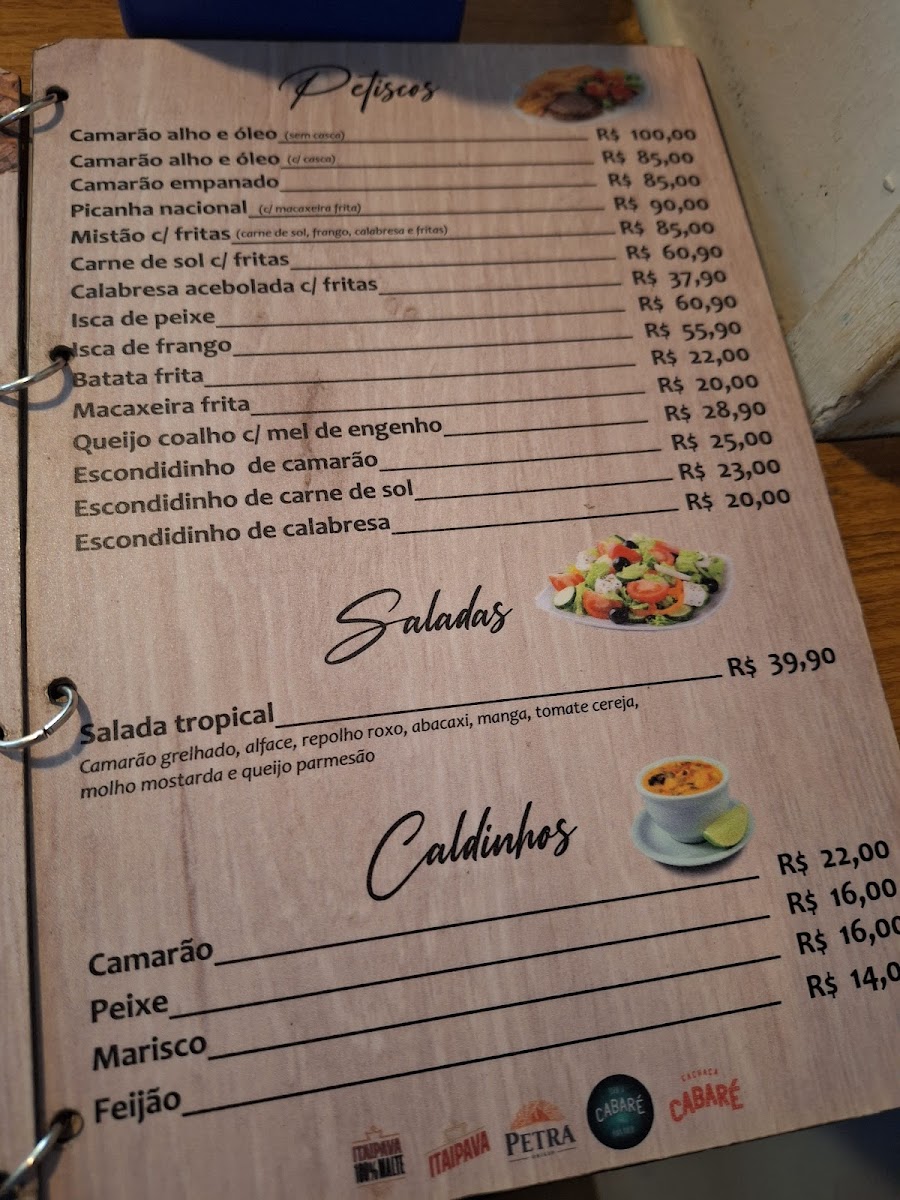 Petiscos
Camarão alho e óleo (sem casca) R$ 100,00
Camarão alho e óleo (c/ casca) R$ 85,00
Camarão empanado R$ 85,00
Picanha nacional (c/ macaxeira frita) R$ 90,00
Mistão c/ fritas (carne de sol, frango, calabresa e fritas) R$ 85,00
Carne de sol c/ fritas R$ 60,90
Calabresa acebolada c/ fritas R$ 37,90
Isca de peixe R$ 60,90
Isca de frango R$ 55,90
Batata frita R$ 22,00
Macaxeira frita R$ 20,00
Queijo coalho c/ mel de engenho R$ 28,90
Escondidinho de camarão R$ 25,00
Escondidinho de carne de sol R$ 23,00
Escondidinho de calabresa R$ 20,00
Saladas
Salada tropical R$ 39,90
Camarão grelhado, alface, repolho roxo, abacaxi, manga, tomate cereja,
molho mostarda e queijo parmesão
Caldinhos
Camarão R$ 22,00
Peixe R$ 16,00
Marisco R$ 16,00
Feijão R$ 14,0
ITAIPAVA
100% MALTE
ITAIPAVA
PETRA
CABARÉ
CACHAÇA
CABARÉ